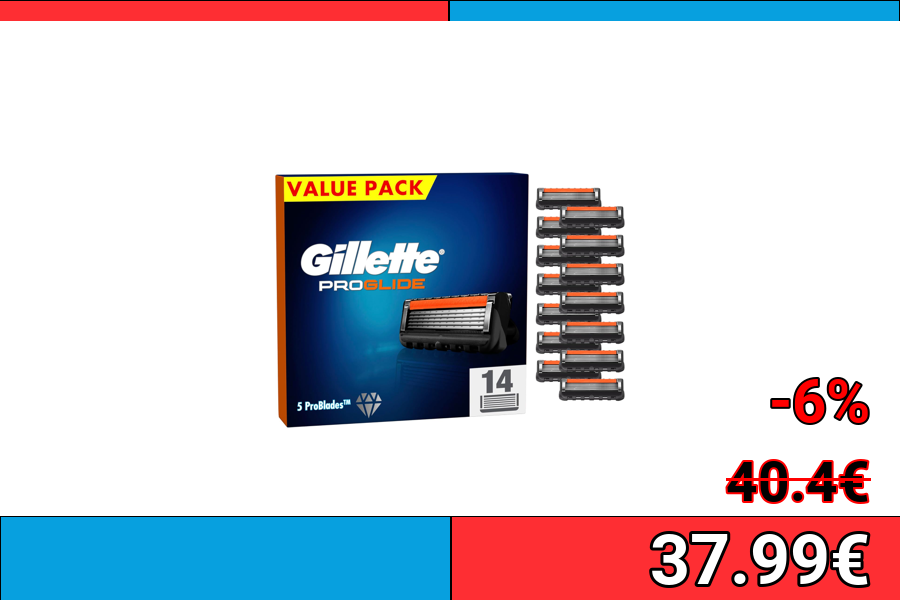 VALUE PACK
Gillette®
PROGLIDE
14
5 ProBlades™
-6%
40.4€
37.99€